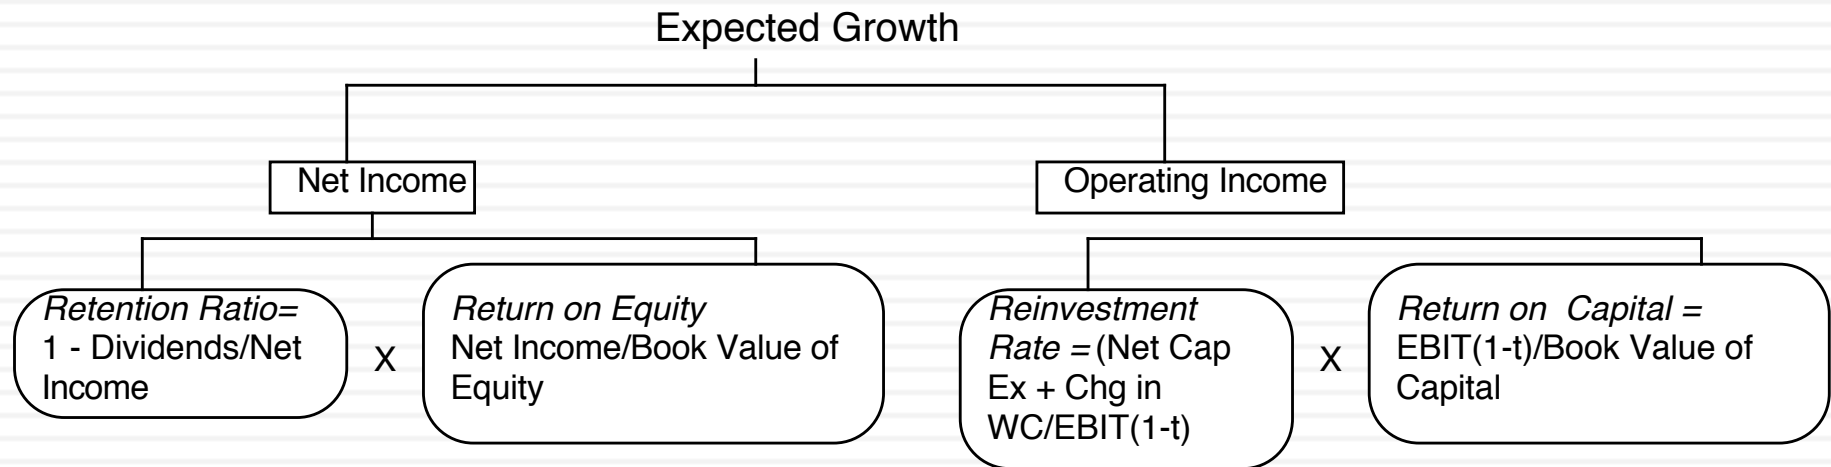 Expected Growth
Net Income
Operating Income
Retention Ratio=
1 - Dividends/Net
Income
X
Return on Equity
Net Income/Book Value of
Equity
Reinvestment
Rate = (Net Cap
Ex + Chg in
WC/EBIT(1-t)
X
Return on Capital =
EBIT(1-t)/Book Value of
Capital